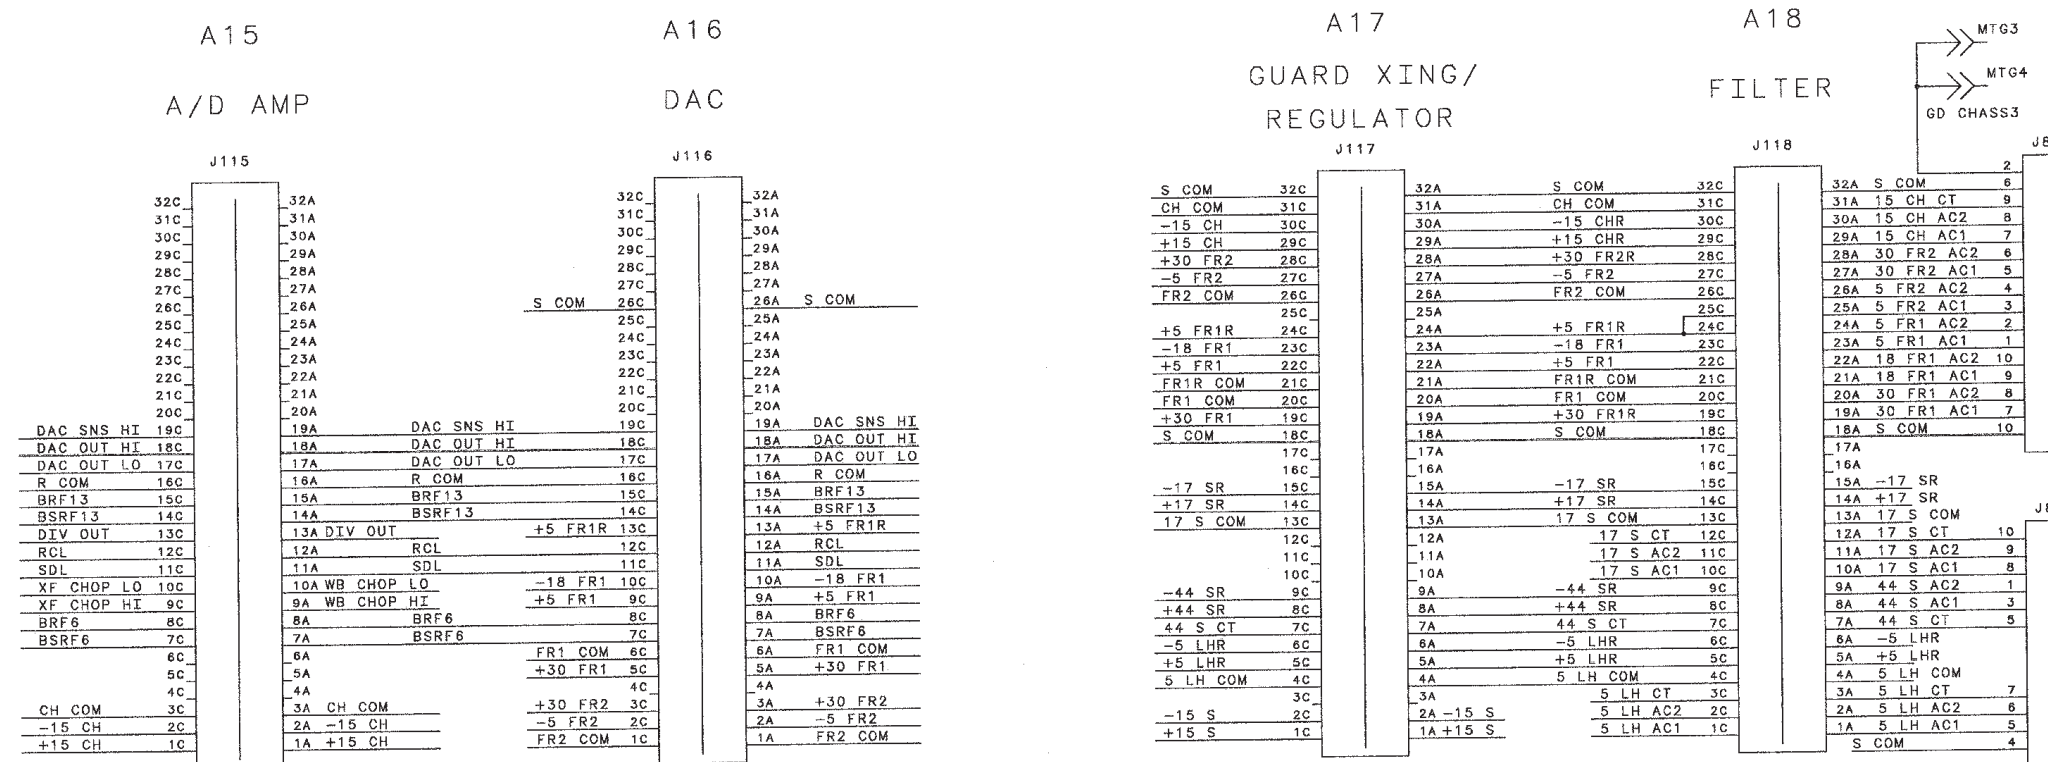 A15
A/D AMP
J115
32C 32A
31C 31A
30C 30A
29C 29A
28C 28A
27C 27A
26C 26A
25C 25A
24C 24A
23C 23A
22C 22A
21C 21A
20C 20A
DAC SNS HI 19C 19A DAC SNS HI
DAC OUT HI 18C 18A DAC OUT HI
DAC OUT LO 17C 17A DAC OUT LO
R COM 16C 16A R COM
BRF13 15C 15A BRF13
BSRF13 14C 14A BSRF13
DIV OUT 13C 13A DIV OUT
RCL 12C 12A RCL
SDL 11C 11A SDL
XF CHOP LO 10C 10A WB CHOP LO
XF CHOP HI 9C 9A WB CHOP HI
BRF6 8C 8A BRF6
BSRF6 7C 7A BSRF6
6C 6A
5C 5A
4C 4A
CH COM 3C 3A CH COM
-15 CH 2C 2A -15 CH
+15 CH 1C 1A +15 CH
A16
DAC
J116
32C 32A
31C 31A
30C 30A
29C 29A
28C 28A
27C 27A
S COM 26C 26A S COM
25C 25A
24C 24A
23C 23A
22C 22A
21C 21A
20C 20A
19C 19A DAC SNS HI
18C 18A DAC OUT HI
17C 17A DAC OUT LO
16C 16A R COM
15C 15A BRF13
14C 14A BSRF13
+5 FR1R 13C 13A +5 FR1R
12C 12A RCL
11C 11A SDL
-18 FR1 10C 10A -18 FR1
+5 FR1 9C 9A +5 FR1
8C 8A BRF6
7C 7A BSRF6
FR1 COM 6C 6A FR1 COM
+30 FR1 5C 5A +30 FR1
4C 4A
+30 FR2 3C 3A +30 FR2
-5 FR2 2C 2A -5 FR2
FR2 COM 1C 1A FR2 COM
A17
GUARD XING/
REGULATOR
J117
S COM 32C 32A S COM
CH COM 31C 31A CH COM
-15 CH 30C 30A -15 CHR
+15 CH 29C 29A +15 CHR
+30 FR2 28C 28A +30 FR2R
-5 FR2 27C 27A -5 FR2
FR2 COM 26C 26A FR2 COM
25C 25A
+5 FR1R 24C 24A +5 FR1R
-18 FR1 23C 23A -18 FR1
+5 FR1 22C 22A +5 FR1
FR1R COM 21C 21A FR1R COM
FR1 COM 20C 20A FR1 COM
+30 FR1 19C 19A +30 FR1R
S COM 18C 18A S COM
17C 17A
16C 16A
-17 SR 15C 15A -17 SR
+17 SR 14C 14A +17 SR
17 S COM 13C 13A 17 S COM
12C 12A
11C 11A
10C 10A
-44 SR 9C 9A -44 SR
+44 SR 8C 8A +44 SR
44 S CT 7C 7A 44 S CT
-5 LHR 6C 6A -5 LHR
+5 LHR 5C 5A +5 LHR
5 LH COM 4C 4A 5 LH COM
3C 3A
-15 S 2C 2A -15 S
+15 S 1C 1A +15 S
A18
FILTER
J118
MTG3
MTG4
GD CHASS3
J8
2
32C 32A S COM 6
31C 31A 15 CH CT 9
30C 30A 15 CH AC2 8
29C 29A 15 CH AC1 7
28C 28A 30 FR2 AC2 6
27C 27A 30 FR2 AC1 5
26C 26A 5 FR2 AC2 4
25C 25A 5 FR2 AC1 3
24C 24A 5 FR1 AC2 2
23C 23A 5 FR1 AC1 1
22C 22A 18 FR1 AC2 10
21C 21A 18 FR1 AC1 9
20C 20A 30 FR1 AC2 8
19C 19A 30 FR1 AC1 7
18C 18A S COM 10
17C 17A
16C 16A
15C 15A -17 SR
14C 14A +17 SR
J8
13C 13A 17 S COM
17 S CT 12C 12A 17 S CT 10
17 S AC2 11C 11A 17 S AC2 9
17 S AC1 10C 10A 17 S AC1 8
9C 9A 44 S AC2 1
8C 8A 44 S AC1 3
7C 7A 44 S CT 5
6C 6A -5 LHR
5C 5A +5 LHR
4C 4A 5 LH COM
5 LH CT 3C 3A 5 LH CT 7
5 LH AC2 2C 2A 5 LH AC2 6
5 LH AC1 1C 1A 5 LH AC1 5
S COM 4